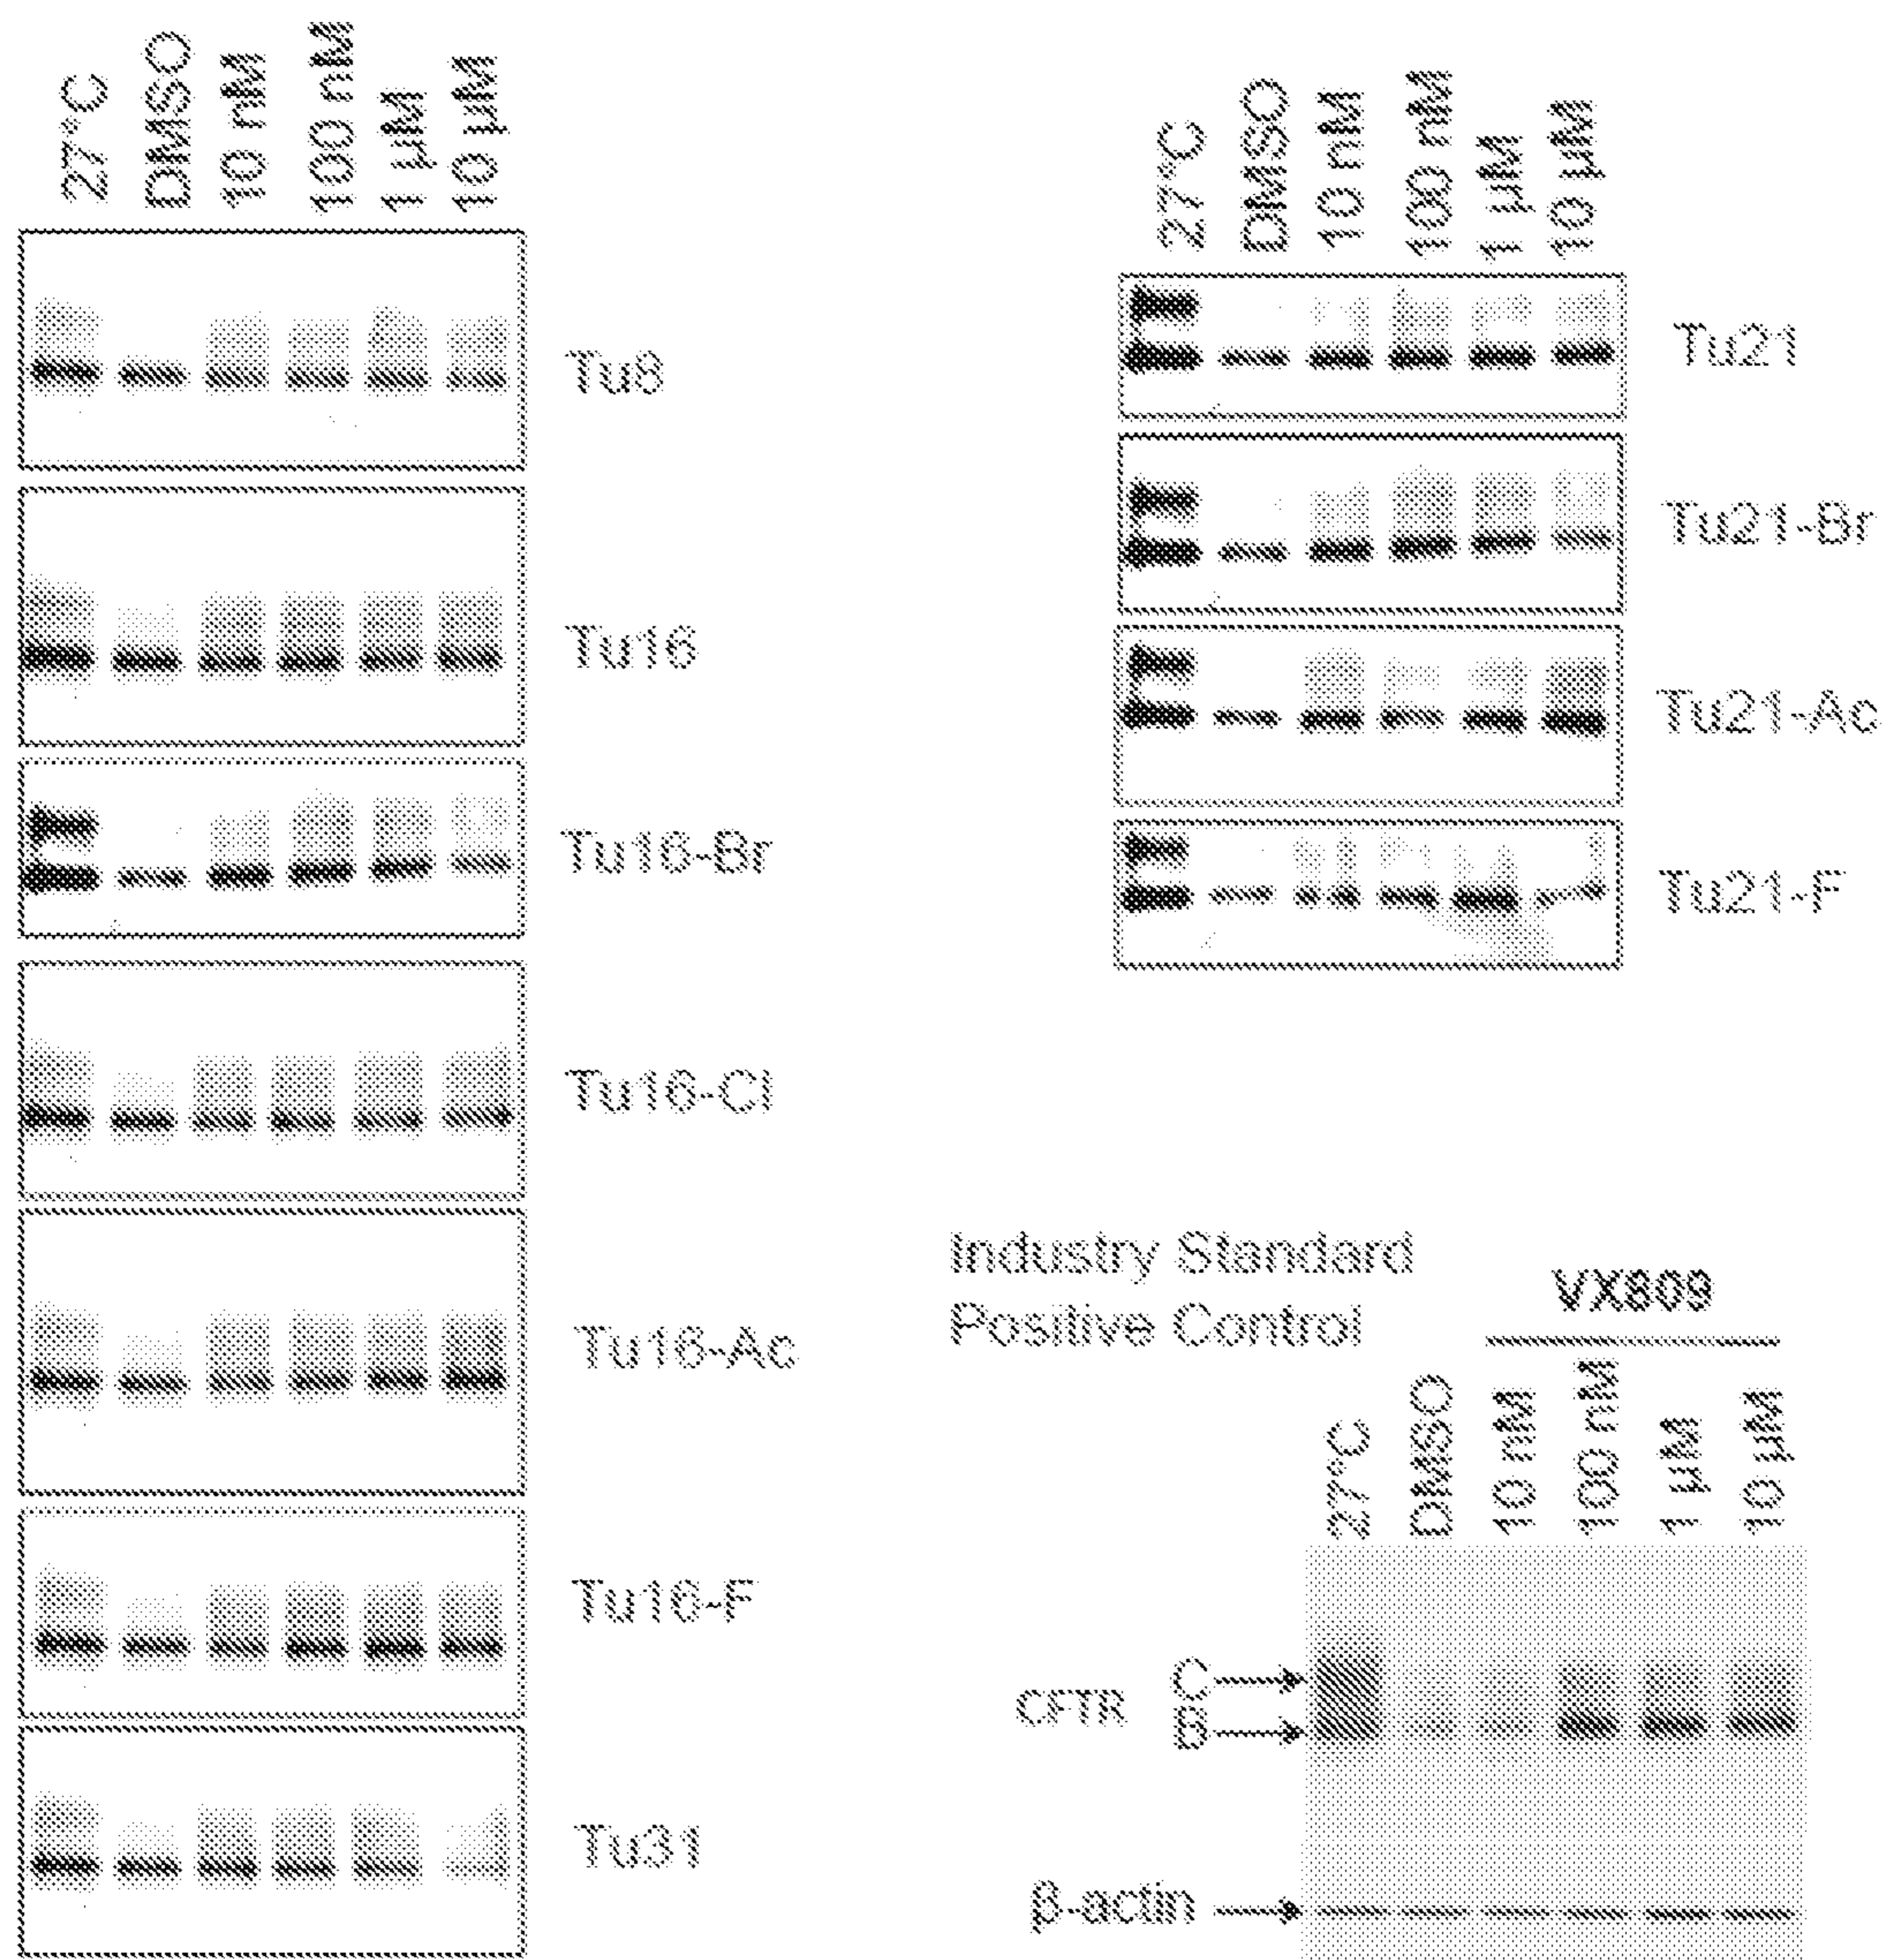 27°C DMSO 10 nM 100 nM 1 µM 10 µM
Tu8
Tu16
Tu16-Br
Tu16-Cl
Tu16-Ac
Tu16-F
Tu31
27°C DMSO 10 nM 100 nM 1 µM 10 µM
Tu21
Tu21-Br
Tu21-Ac
Tu21-F
Industry Standard
Positive Control
VX809
27°C DMSO 10 nM 100 nM 1 µM 10 µM
CFTR C
B
β-actin